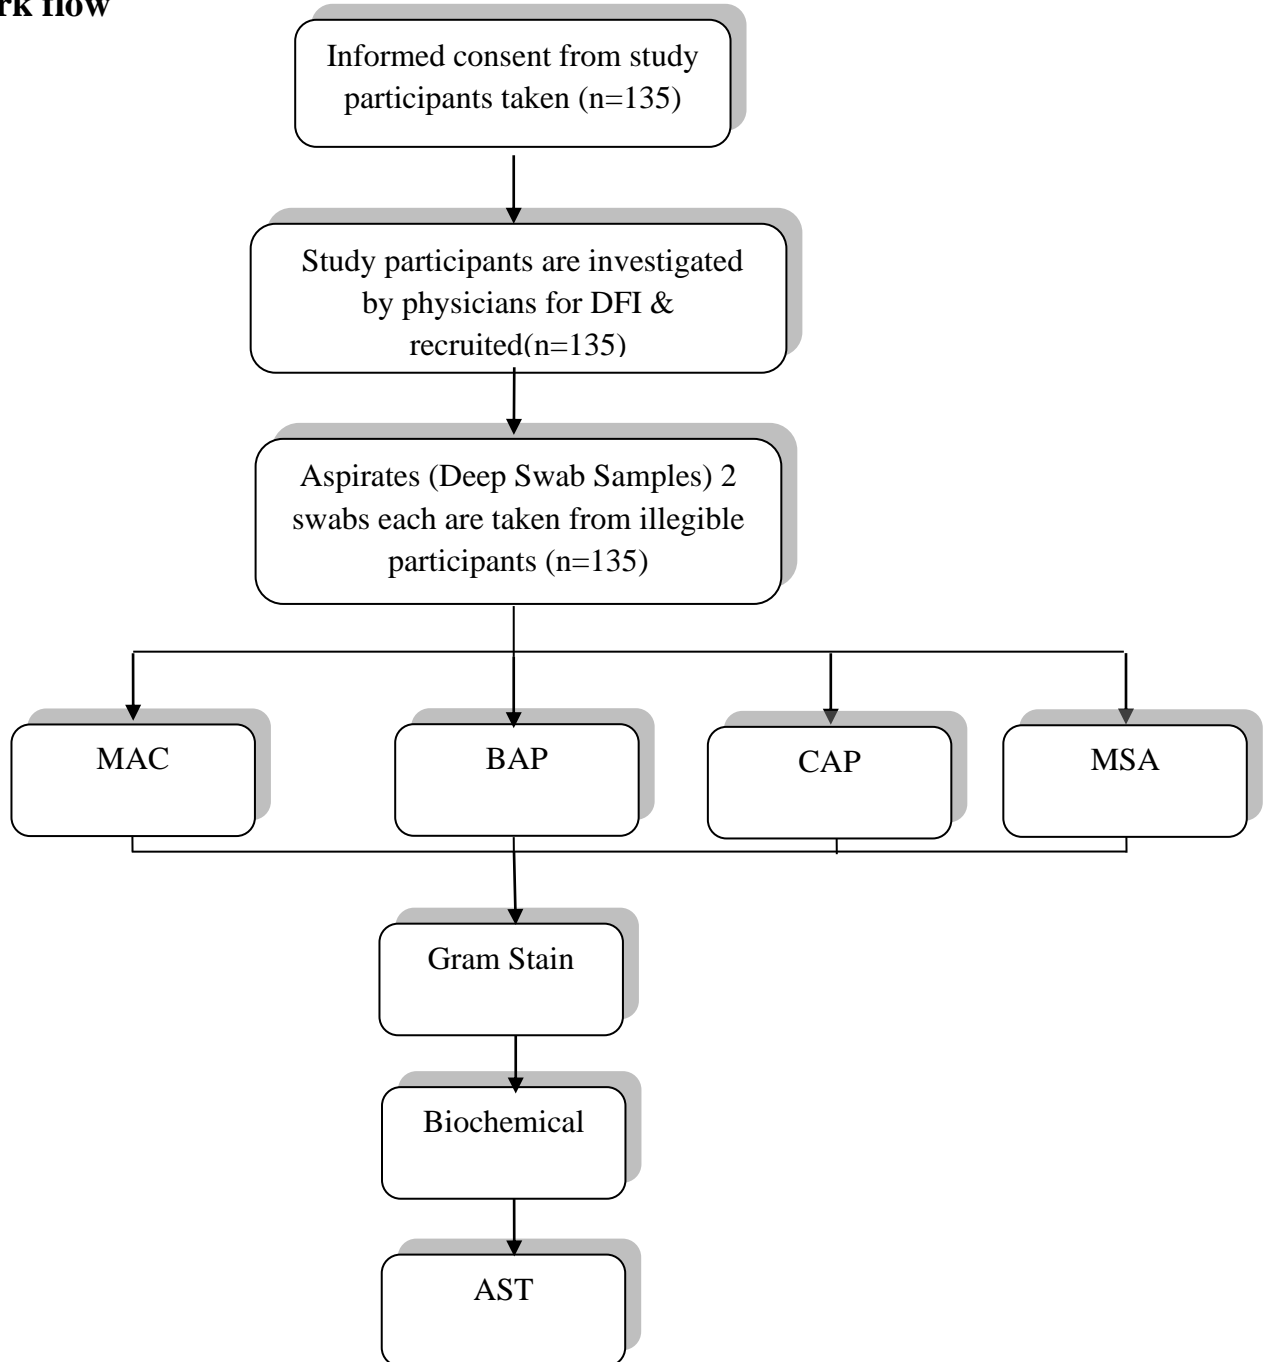 rk flow
Informed consent from study
participants taken (n=135)
Study participants are investigated
by physicians for DFI &
recruited(n=135)
Aspirates (Deep Swab Samples) 2
swabs each are taken from illegible
participants (n=135)
MAC
BAP
CAP
MSA
Gram Stain
Biochemical
AST